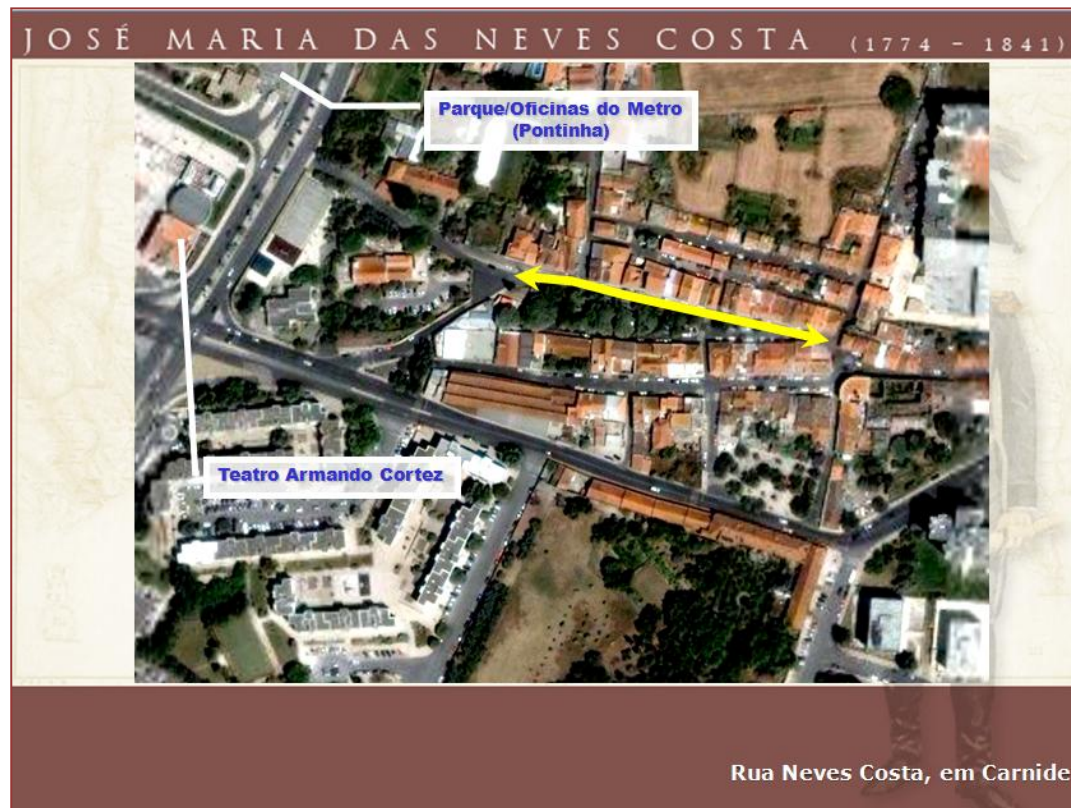 JOSÉ MARIA DAS NEVES COSTA (1774 – 1841)
Parque/Oficinas do Metro
(Pontinha)
Teatro Armando Cortez
Rua Neves Costa, em Carnide